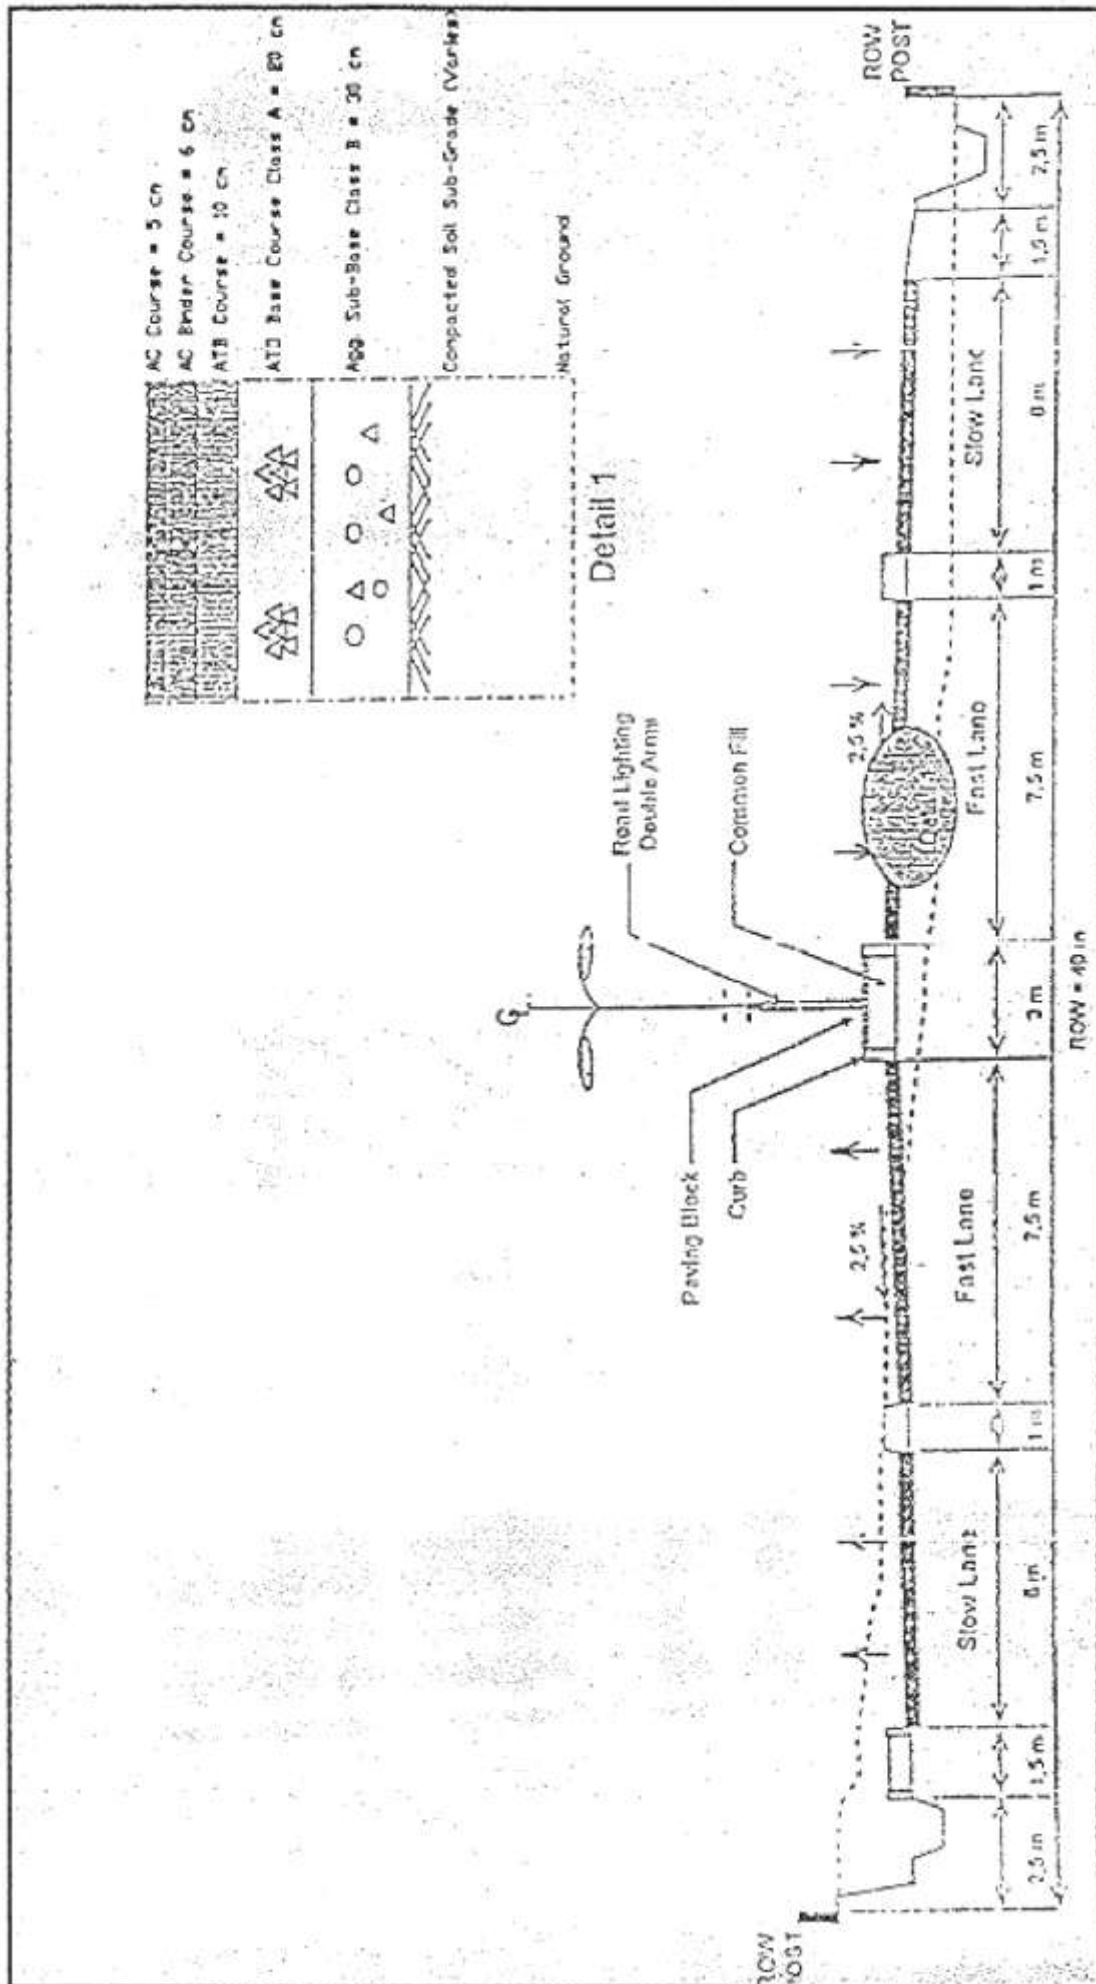 AC Course = 5 cm
AC Binder Course = 6 cm
ATB Course = 10 cm
Base Course Class A = 20 cm
Agg. Sub-Base Class B = 30 cm
Compacted Soil Sub-Grade (Varies)
Natural Ground
Detail 1
CL
Road Lighting
Double Arms
Common Fill
Paving Block
Curb
2,5 %
2,5 %
Detail 1
ROW
POST
ROW
POST
Slow Lane
Fast Lane
Fast Lane
Slow Lane
2,5 m
1,5 m
1 m
7,5 m
3 m
7,5 m
1 m
1,5 m
2,5 m
ROW = 40 m